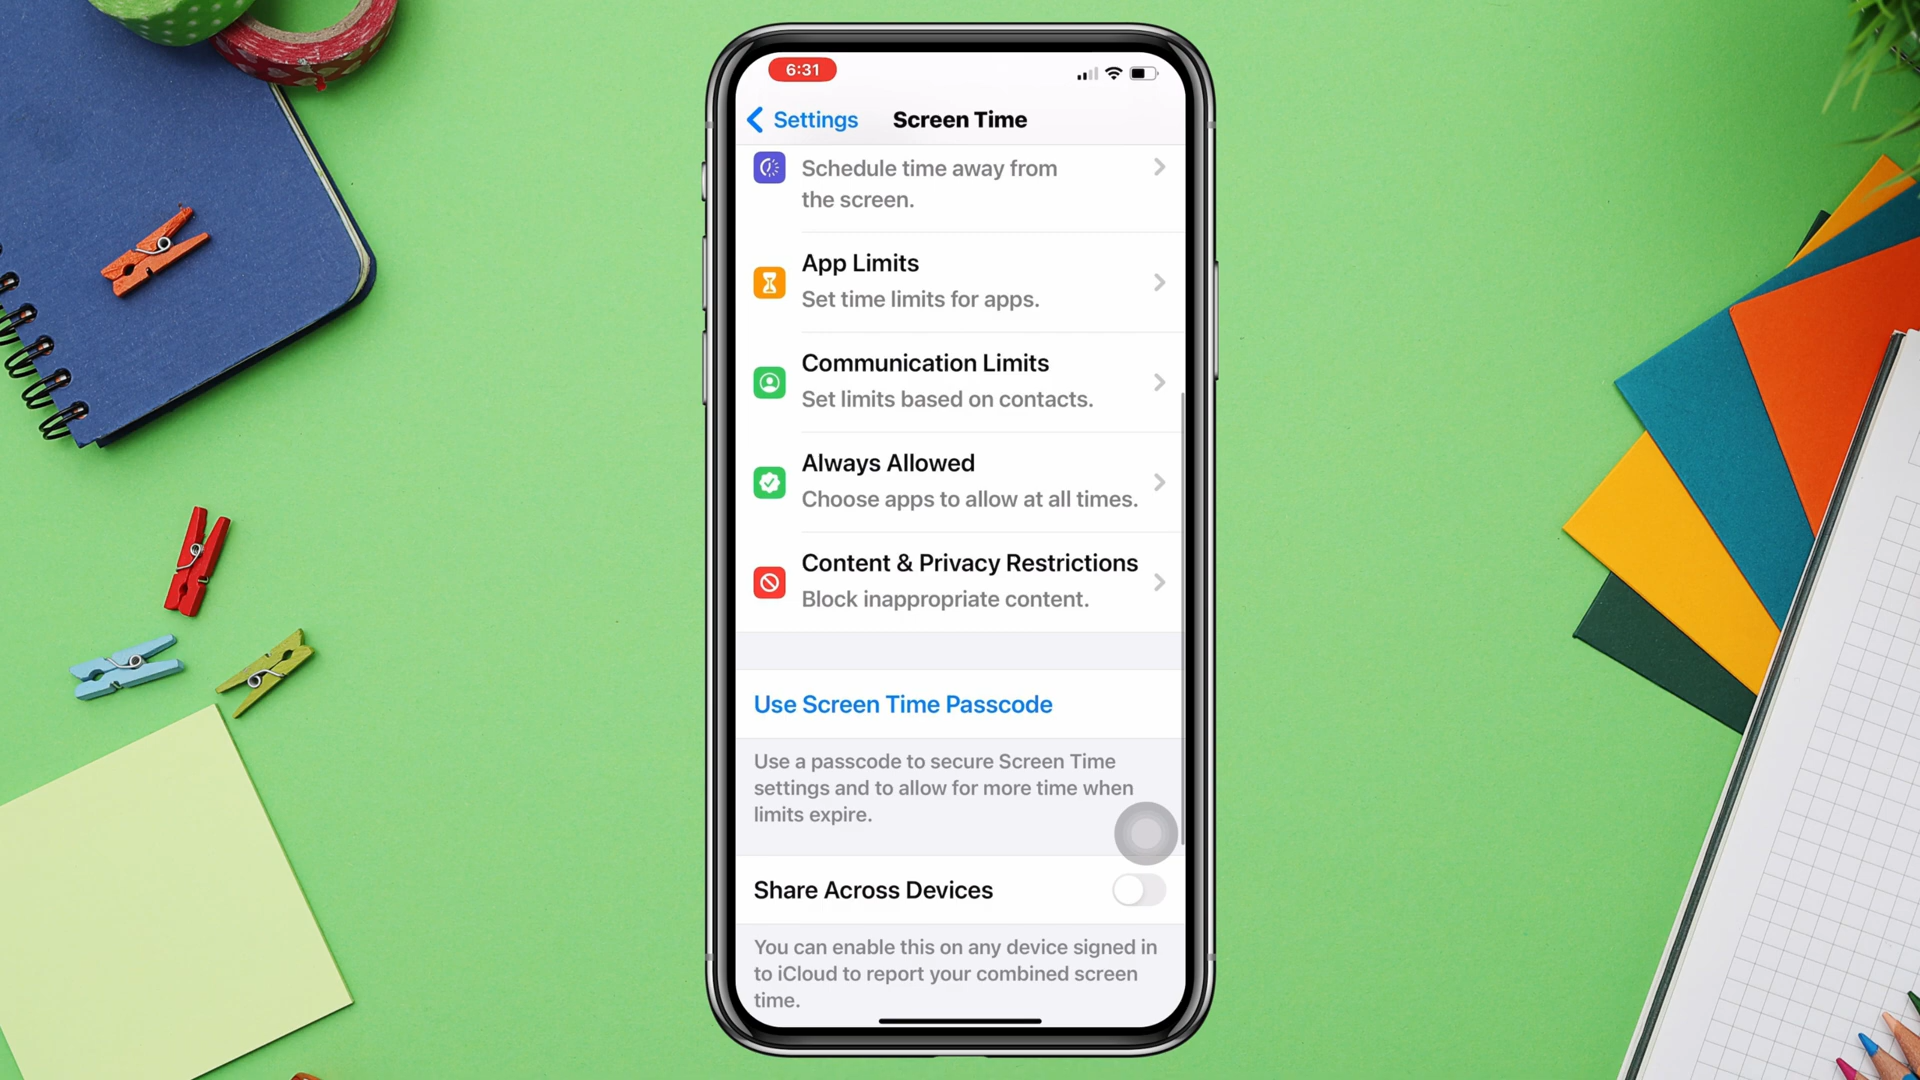 6:31
Settings
Screen Time
Schedule time away from
the screen.
App Limits
Set time limits for apps.
Communication Limits
Set limits based on contacts.
Always Allowed
Choose apps to allow at all times.
Content & Privacy Restrictions
Block inappropriate content.
Use Screen Time Passcode
Use a passcode to secure Screen Time
settings and to allow for more time when
limits expire.
Share Across Devices
You can enable this on any device signed in
to iCloud to report your combined screen
time.